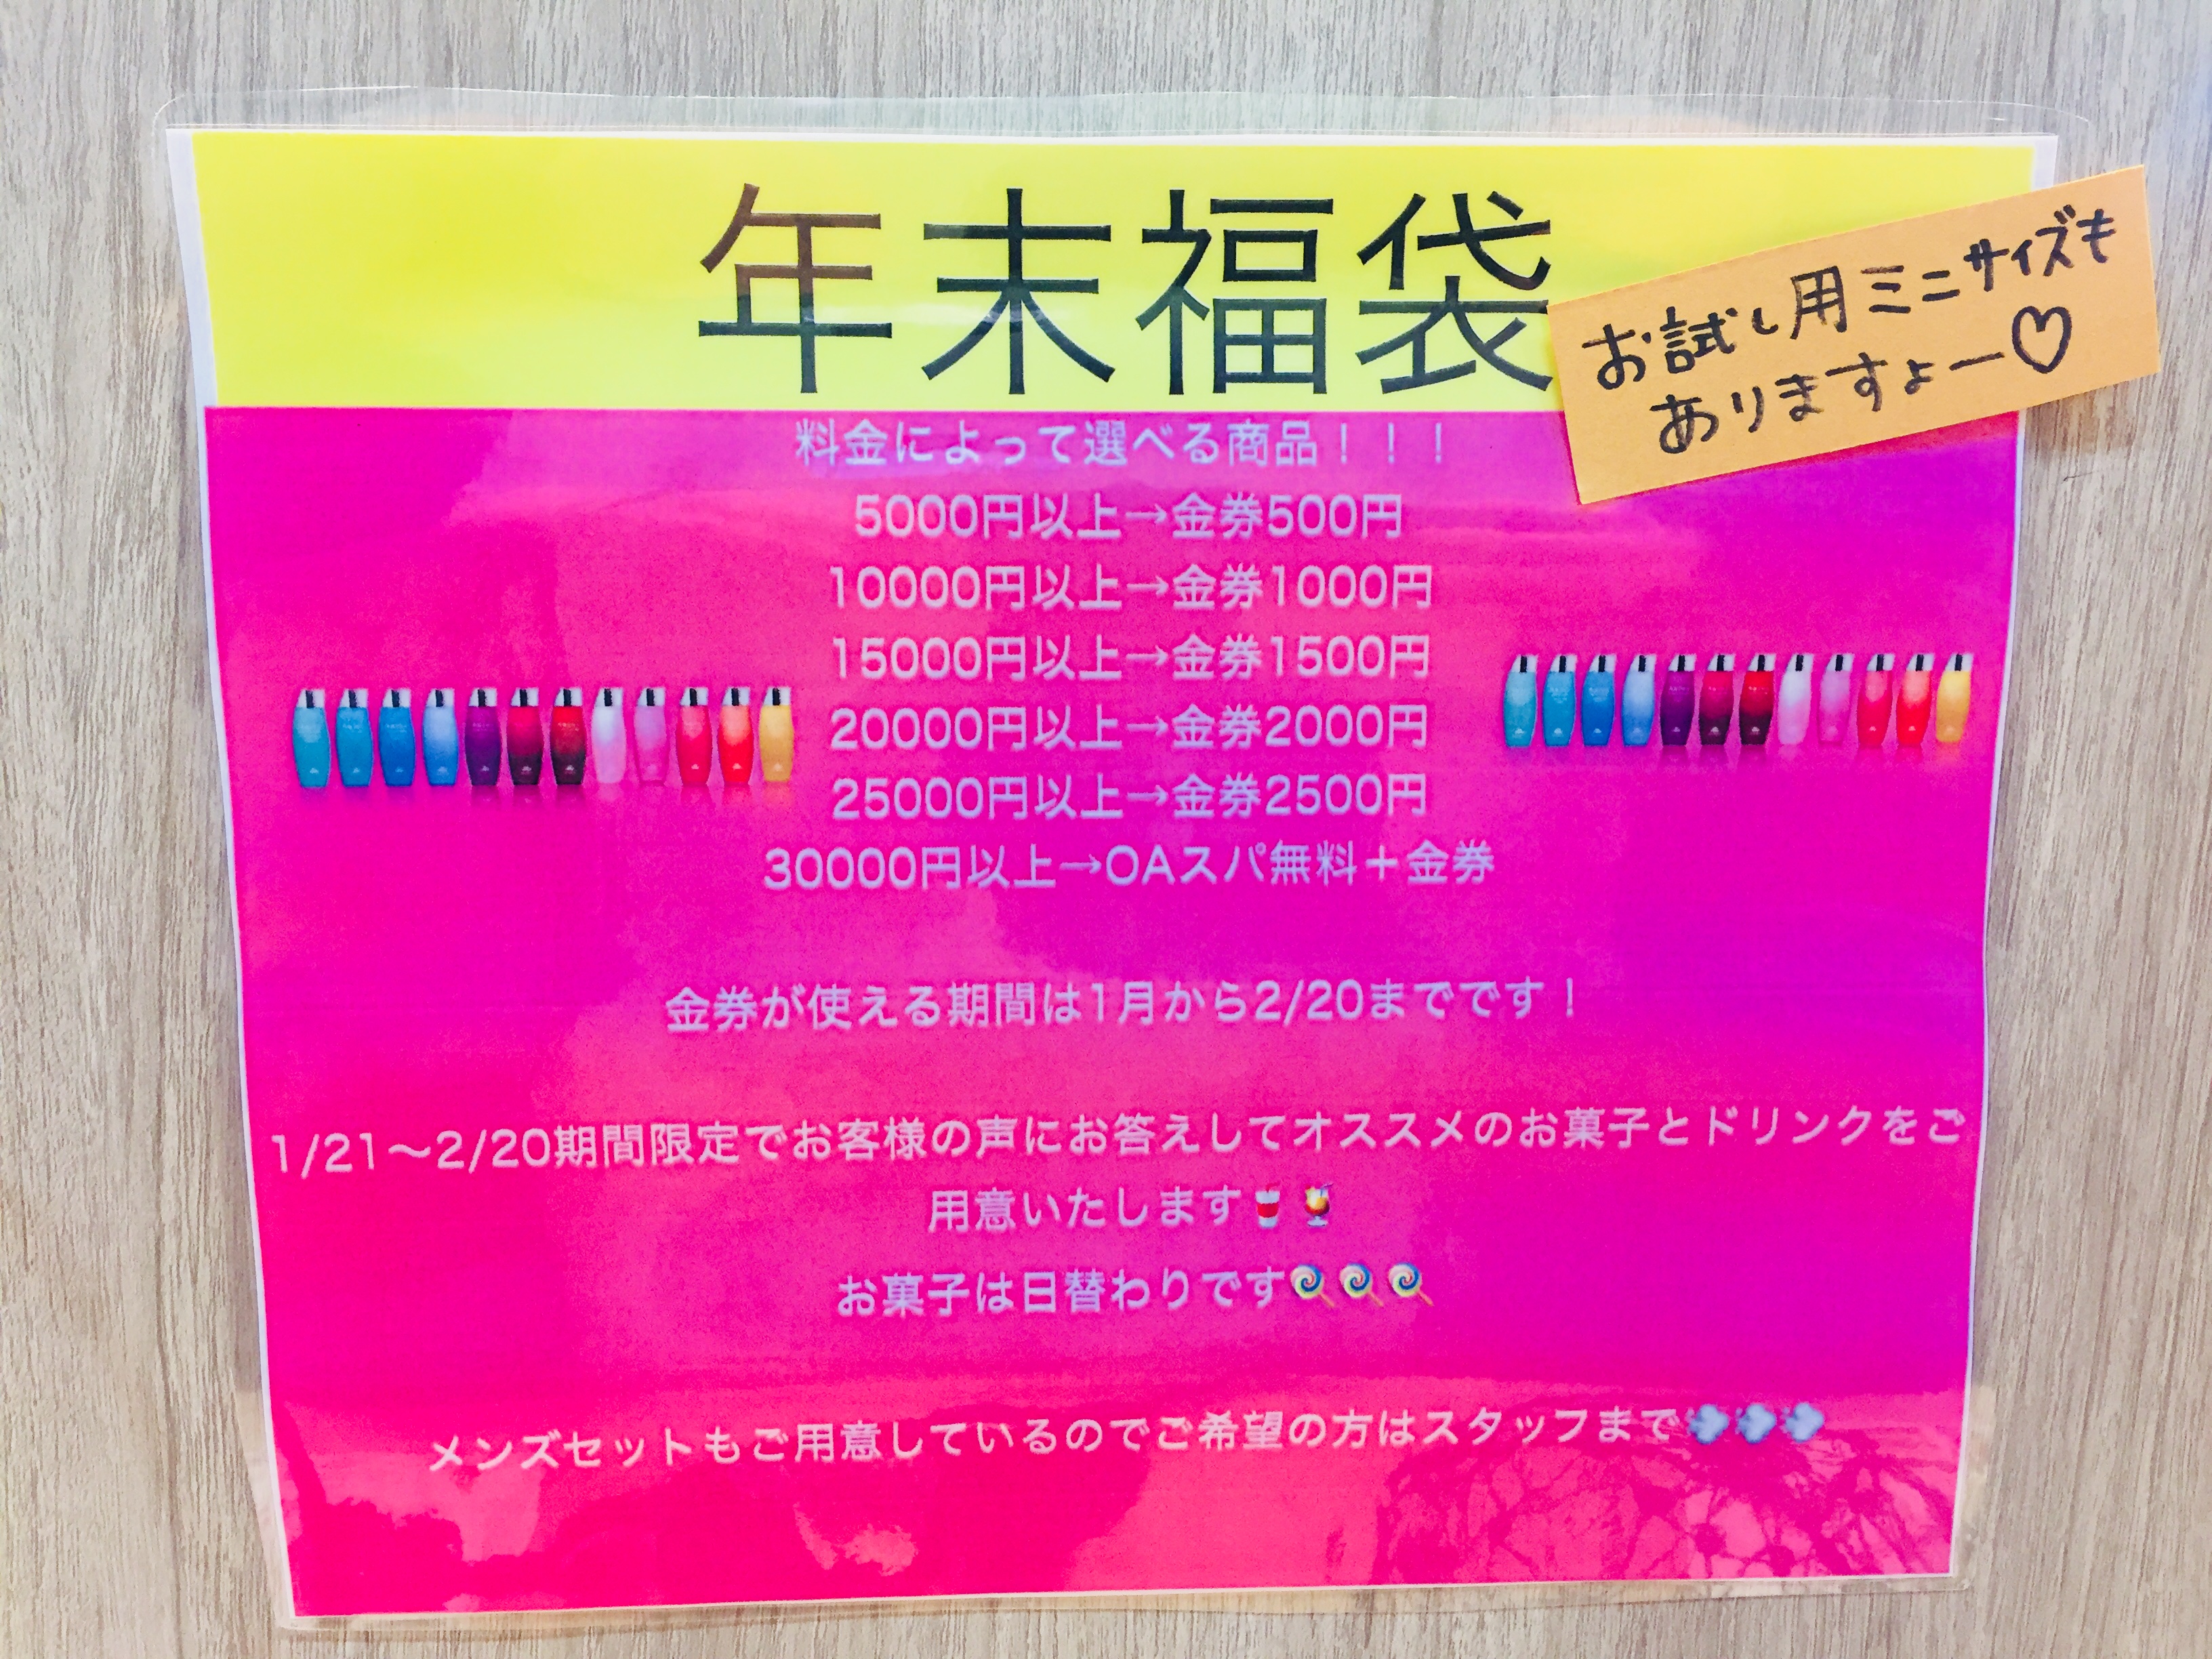 年末福袋
お試し用ミニサイズも
ありますょー♡
料金によって選べる商品！！！
5000円以上→金券500円
10000円以上→金券1000円
15000円以上→金券1500円
20000円以上→金券2000円
25000円以上→金券2500円
30000円以上→OAスパ無料＋金券
金券が使える期間は1月から2/20までです！
1/21〜2/20期間限定でお客様の声にお答えしてオススメのお菓子とドリンクをご
用意いたします🥤🍹
お菓子は日替わりです🍭🍭🍭
メンズセットもご用意しているのでご希望の方はスタッフまで💨💨💨